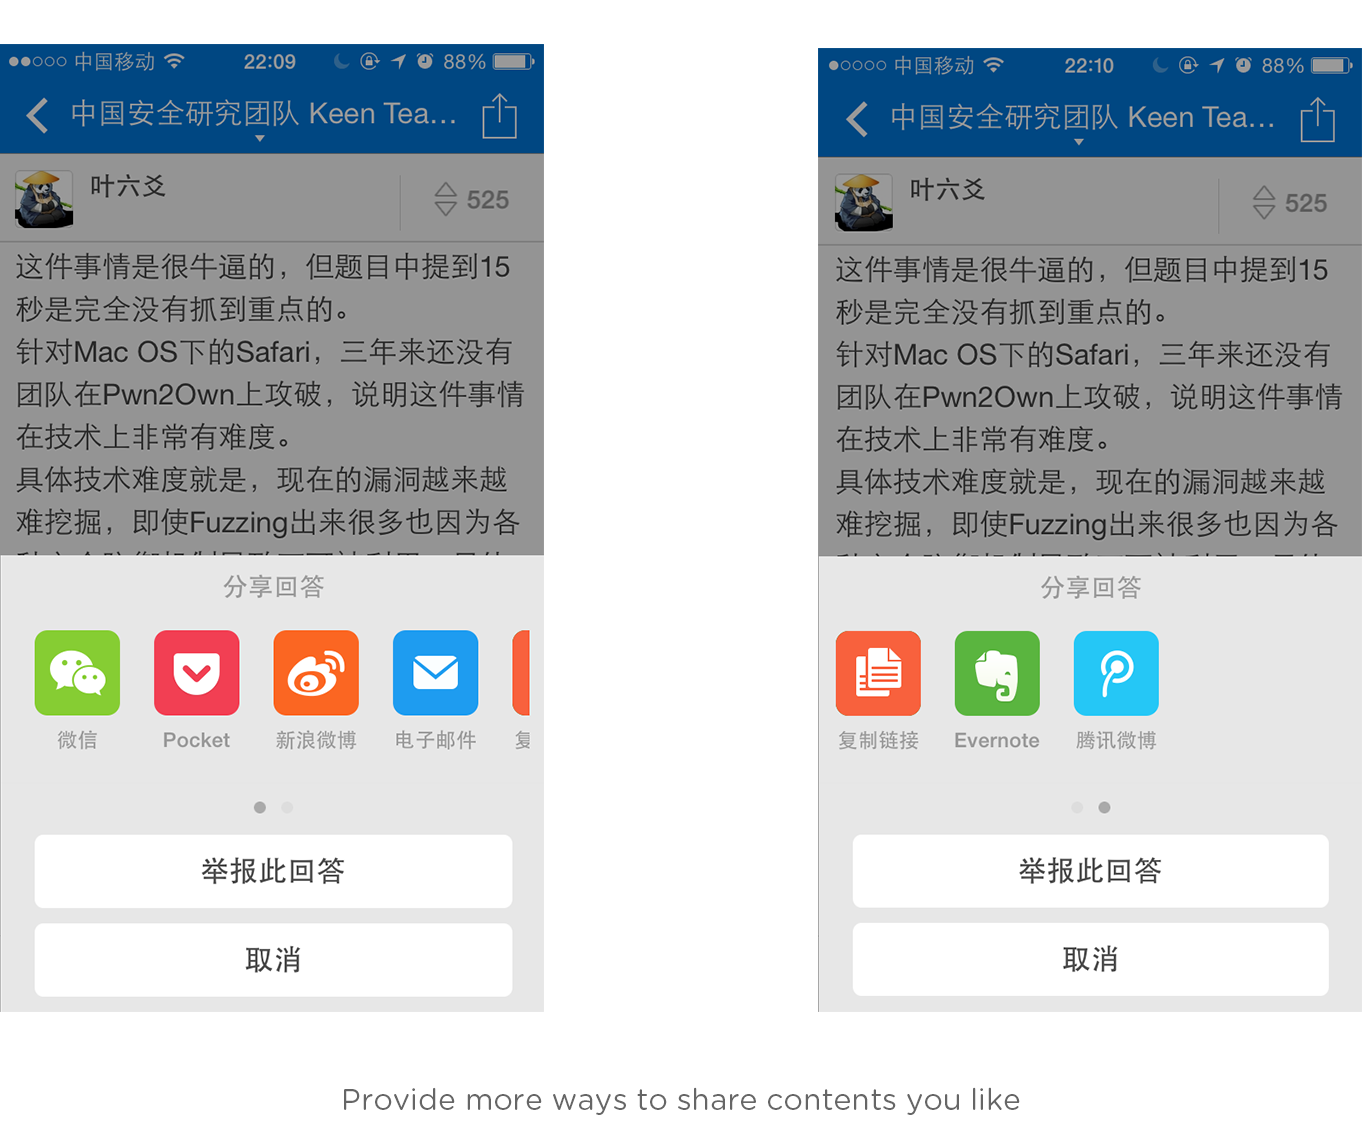 中国移动 22:09 88%
中国安全研究团队 Keen Tea...
叶六爻 525
这件事情是很牛逼的，但题目中提到15
秒是完全没有抓到重点的。
针对Mac OS下的Safari，三年来还没有
团队在Pwn2Own上攻破，说明这件事情
在技术上非常有难度。
具体技术难度就是，现在的漏洞越来越
难挖掘，即使Fuzzing出来很多也因为各
分享回答
微信 Pocket 新浪微博 电子邮件 复
举报此回答
取消
中国移动 22:10 88%
中国安全研究团队 Keen Tea...
叶六爻 525
这件事情是很牛逼的，但题目中提到15
秒是完全没有抓到重点的。
针对Mac OS下的Safari，三年来还没有
团队在Pwn2Own上攻破，说明这件事情
在技术上非常有难度。
具体技术难度就是，现在的漏洞越来越
难挖掘，即使Fuzzing出来很多也因为各
分享回答
复制链接 Evernote 腾讯微博
举报此回答
取消
Provide more ways to share contents you like